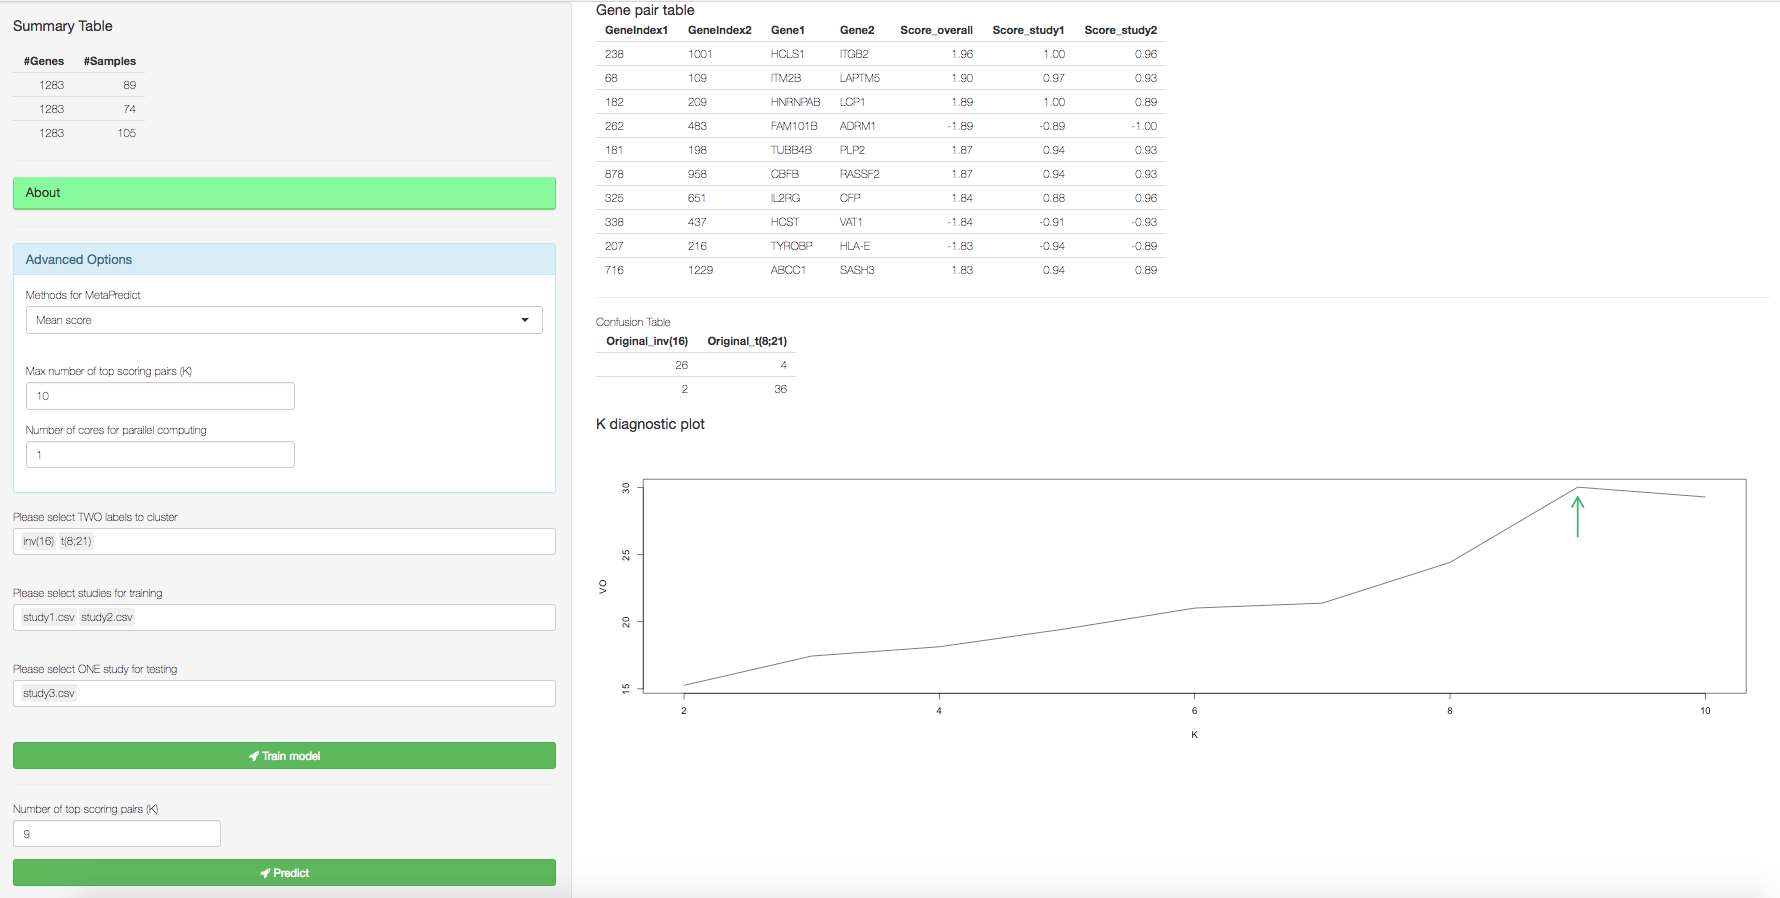 Summary Table
#Genes #Samples
1283 89
1283 74
1283 105
About
Advanced Options
Methods for MetaPredict
Mean score
Max number of top scoring pairs (K)
10
Number of cores for parallel computing
1
Please select TWO labels to cluster
inv(16) t(8;21)
Please select studies for training
study1.csv study2.csv
Please select ONE study for testing
study3.csv
Train model
Number of top scoring pairs (K)
9
Predict
Gene pair table
GeneIndex1 GeneIndex2 Gene1 Gene2 Score_overall Score_study1 Score_study2
238 1001 HCLS1 ITGB2 1.96 1.00 0.96
68 109 ITM2B LAPTM5 1.90 0.97 0.93
182 209 HNRNPAB LCP1 1.89 1.00 0.89
262 483 FAM101B ADRM1 -1.89 -0.89 -1.00
181 198 TUBB4B PLP2 1.87 0.94 0.93
878 958 CBFB RASSF2 1.87 0.94 0.93
325 651 IL2RG CFP 1.84 0.88 0.96
338 437 HCST VAT1 -1.84 -0.91 -0.93
207 216 TYROBP HLA-E -1.83 -0.94 -0.89
716 1229 ABCC1 SASH3 1.83 0.94 0.89
Confusion Table
Original_inv(16) Original_t(8;21)
26 4
2 36
K diagnostic plot
30
25
20
15
VO
2 4 6 8 10
K